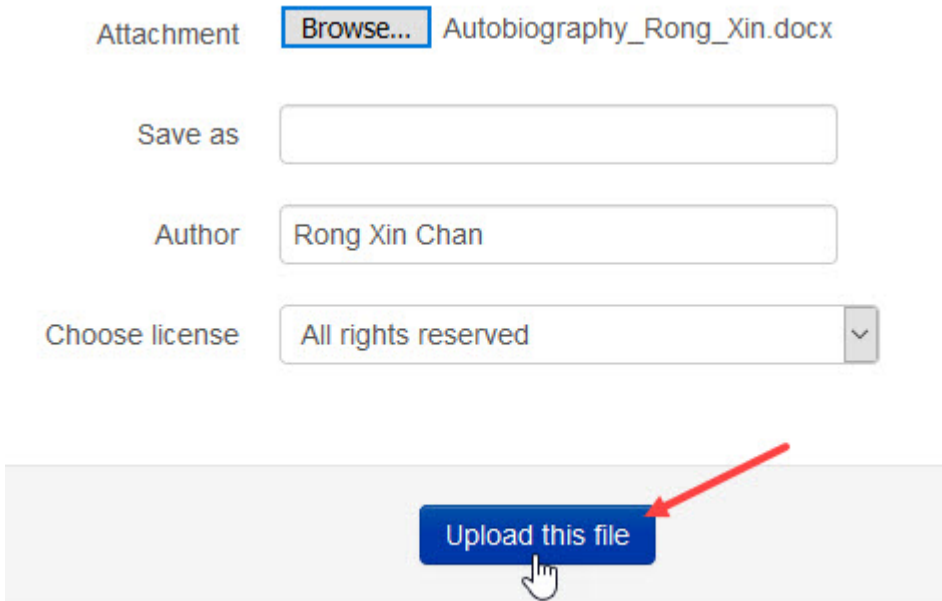 Attachment Browse... Autobiography_Rong_Xin.docx
Save as
Author Rong Xin Chan
Choose license All rights reserved
Upload this file